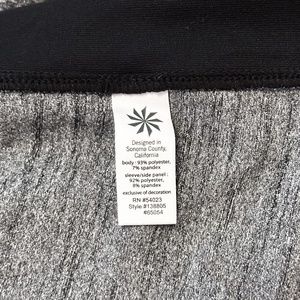 Designed in
Sonoma County,
California
body: 93% polyester,
7% spandex
sleeve/side panel:
92% polyester,
8% spandex
exclusive of decoration
RN #54023
Style #138805
#65054